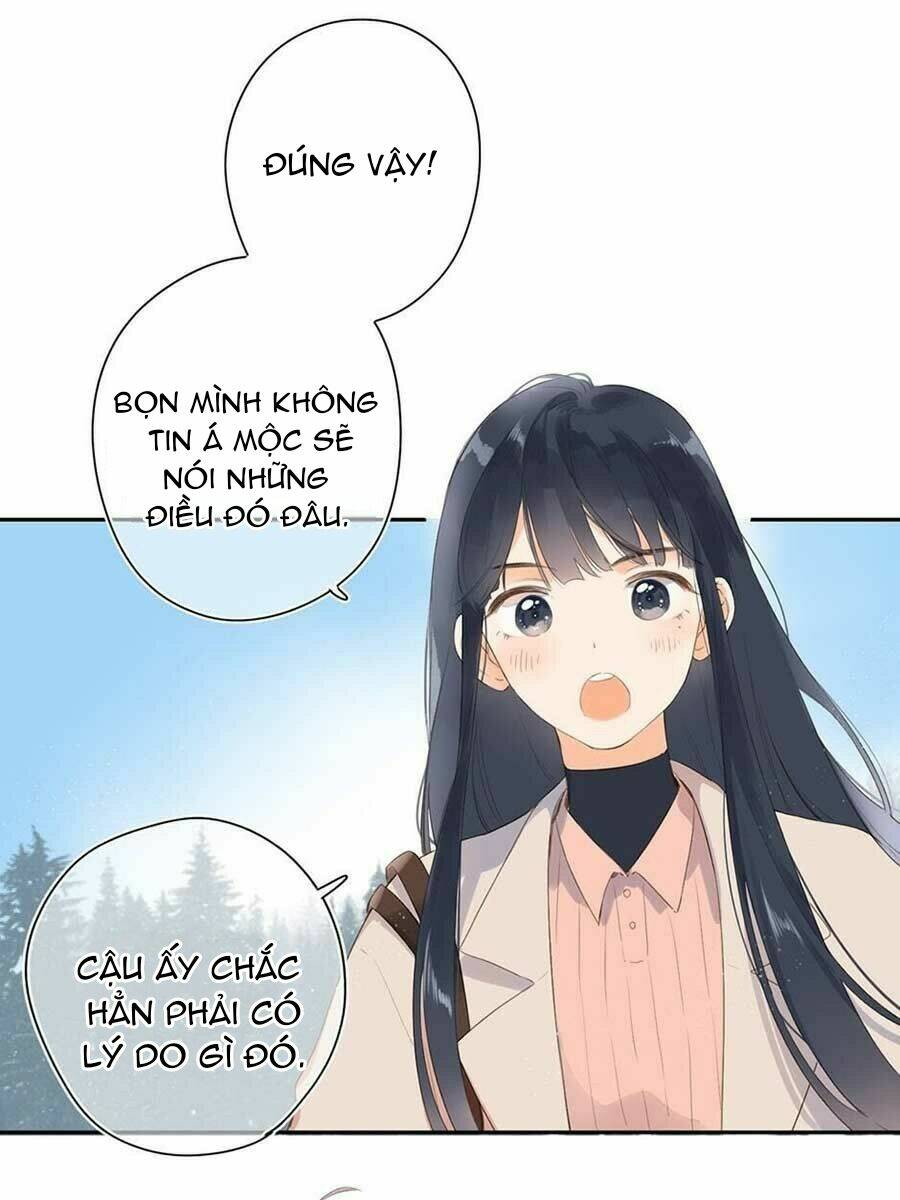 ĐÚNG VẬY!
BỌN MÌNH KHÔNG
TIN Á MỘC SẼ
NÓI NHỮNG
ĐIỀU ĐÓ ĐÂU.
CẬU ẤY CHẮC
HẲN PHẢI CÓ
LÝ DO GÌ ĐÓ.